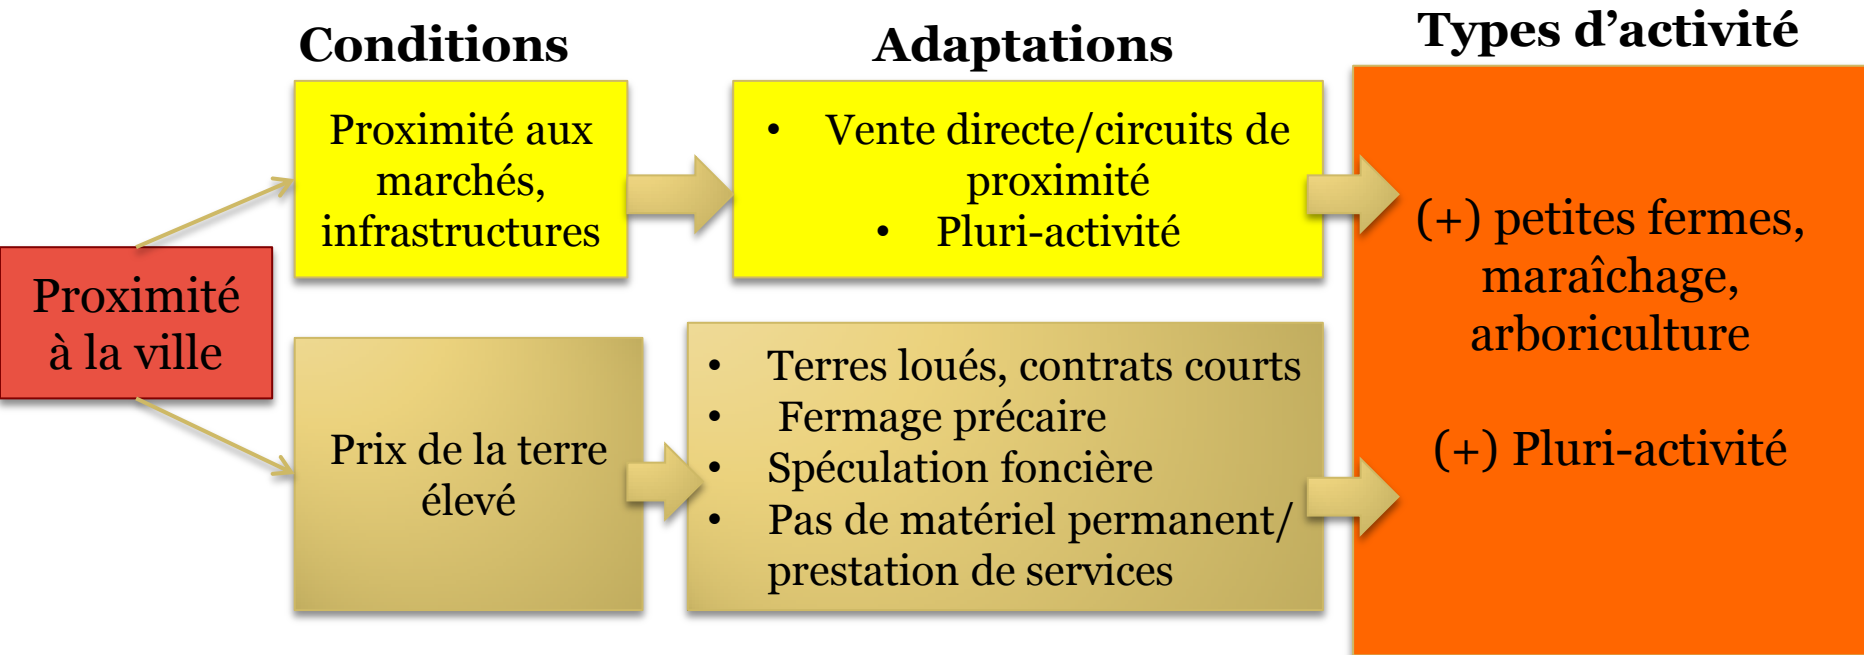 Conditions
Adaptations
Types d’activité
Proximité
à la ville
Proximité aux
marchés,
infrastructures
• Vente directe/circuits de
proximité
• Pluri-activité
Prix de la terre
élevé
• Terres loués, contrats courts
• Fermage précaire
• Spéculation foncière
• Pas de matériel permanent/
prestation de services
(+) petites fermes,
maraîchage,
arboriculture
(+) Pluri-activité